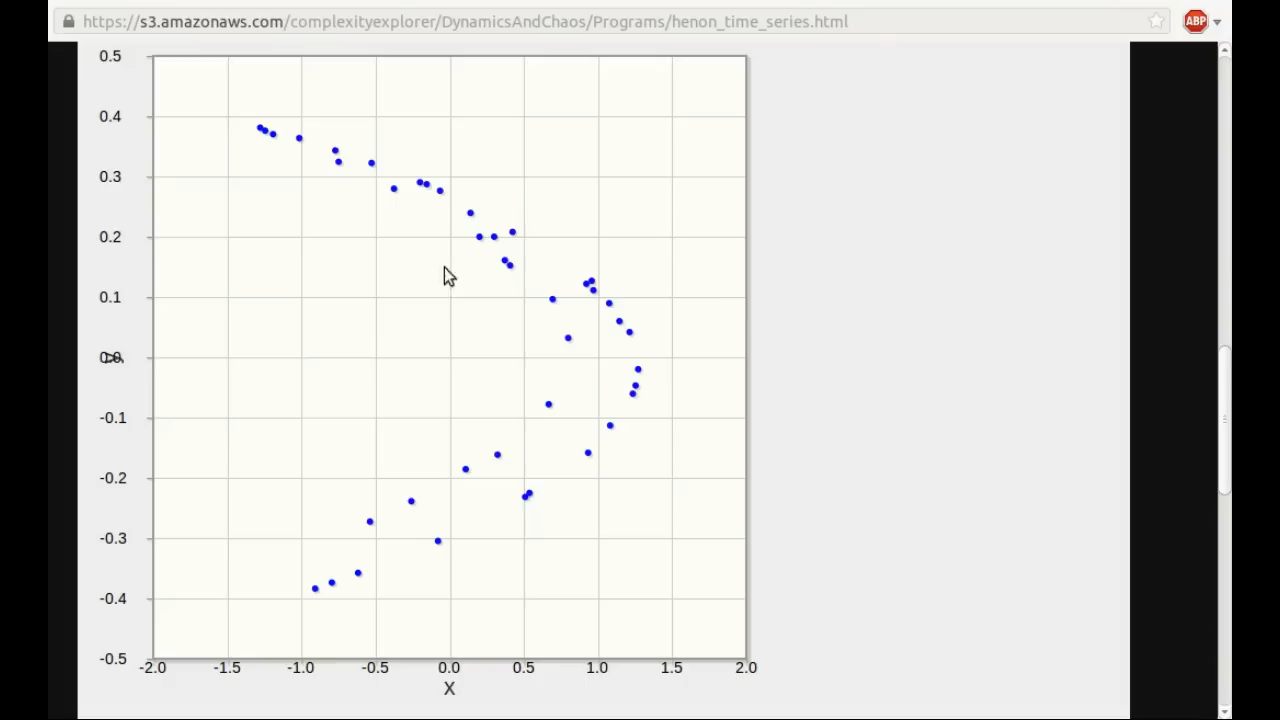 https://s3.amazonaws.com/complexityexplorer/DynamicsAndChaos/Programs/henon_time_series.html
ABP
0.5
0.4
0.3
0.2
0.1
0.0
Y
-0.1
-0.2
-0.3
-0.4
-0.5
-2.0 -1.5 -1.0 -0.5 0.0 0.5 1.0 1.5 2.0
X